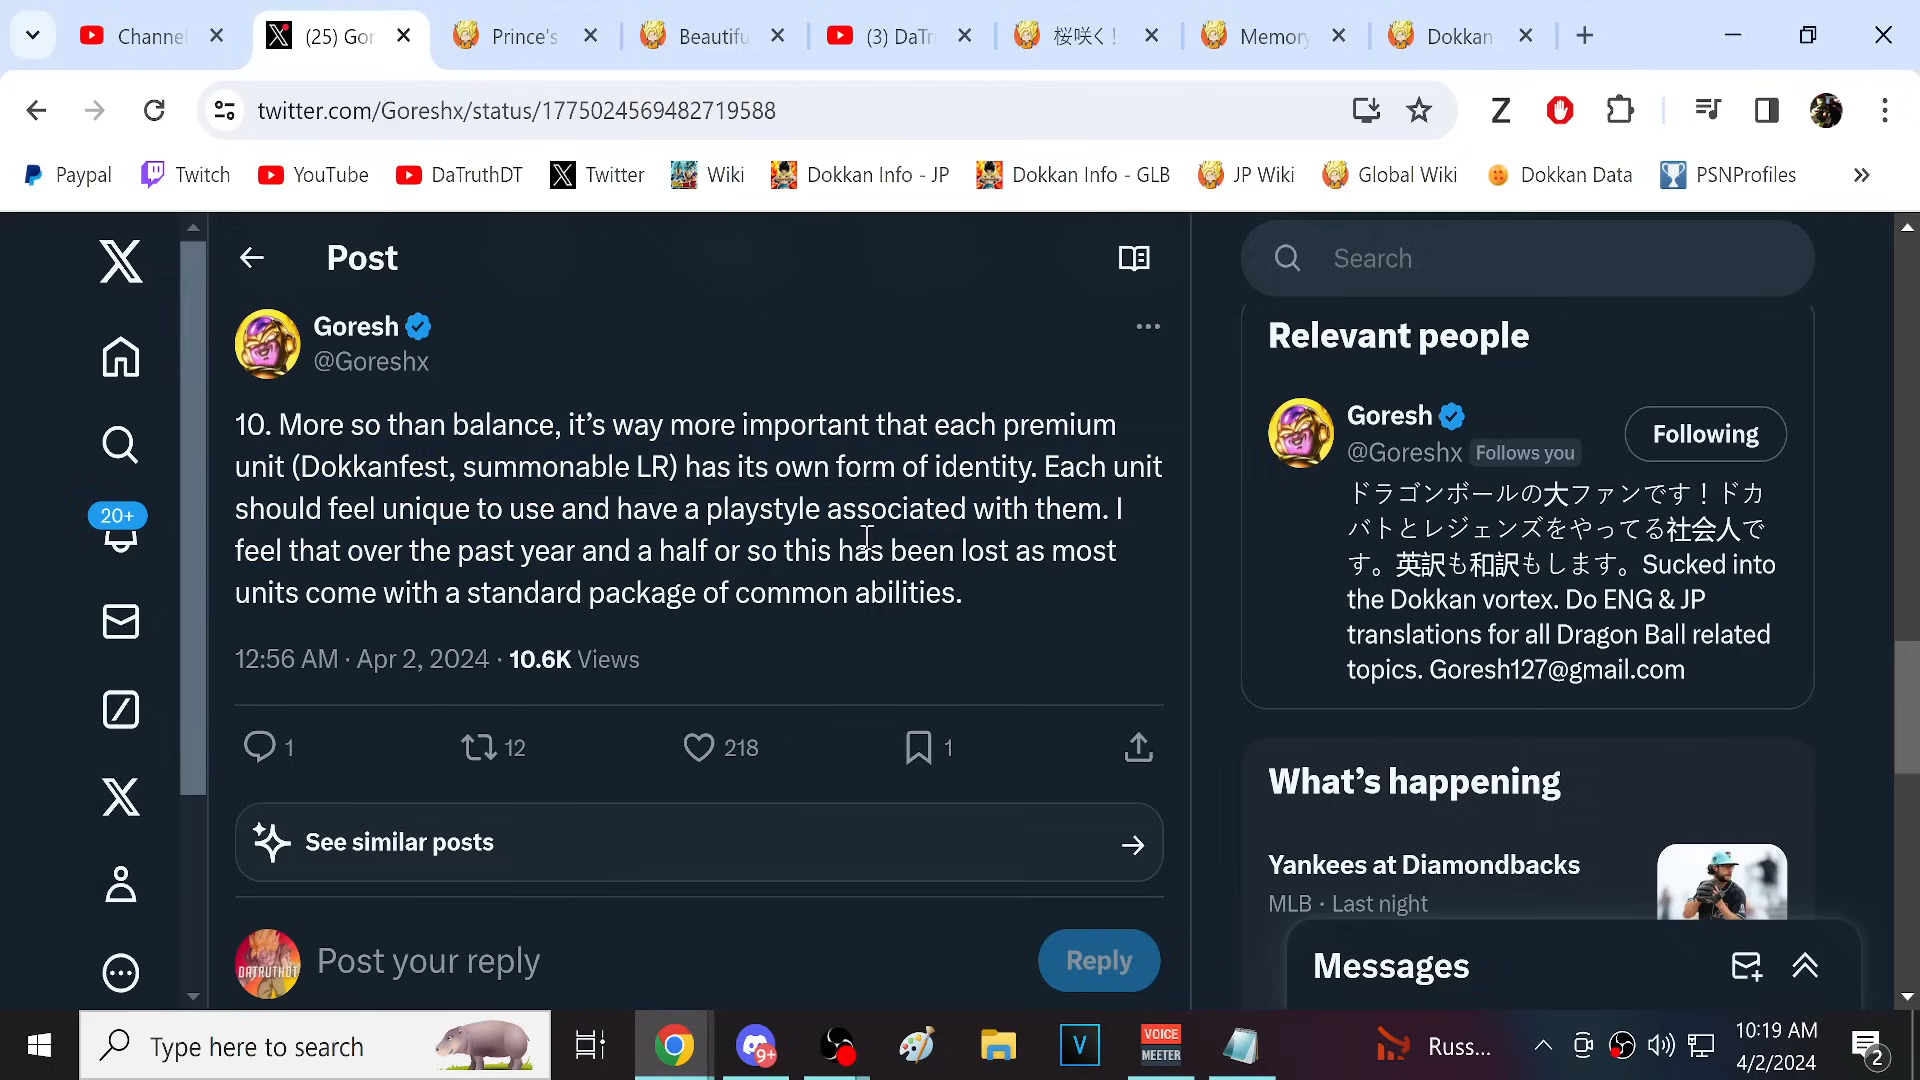 Channel
(25) Gor
Prince's
Beautifu
(3) DaTr
桜咲く！
Memory
Dokkan
twitter.com/Goreshx/status/1775024569482719588
Z
Paypal
Twitch
YouTube
DaTruthDT
Twitter
Wiki
Dokkan Info - JP
Dokkan Info - GLB
JP Wiki
Global Wiki
Dokkan Data
PSNProfiles
Post
Search
Goresh
@Goreshx
10. More so than balance, it’s way more important that each premium
unit (Dokkanfest, summonable LR) has its own form of identity. Each unit
should feel unique to use and have a playstyle associated with them. I
feel that over the past year and a half or so this has been lost as most
units come with a standard package of common abilities.
12:56 AM · Apr 2, 2024 · 10.6K Views
1
12
218
1
See similar posts
DATRUTHDT
Post your reply
Reply
20+
Relevant people
Goresh
@Goreshx Follows you
Following
ドラゴンボールの大ファンです！ドカ
バトとレジェンズをやってる社会人で
す。英訳も和訳もします。Sucked into
the Dokkan vortex. Do ENG & JP
translations for all Dragon Ball related
topics. Goresh127@gmail.com
What’s happening
Yankees at Diamondbacks
MLB · Last night
Messages
Type here to search
9+
V
VOICE
MEETER
Russ...
10:19 AM
4/2/2024
2